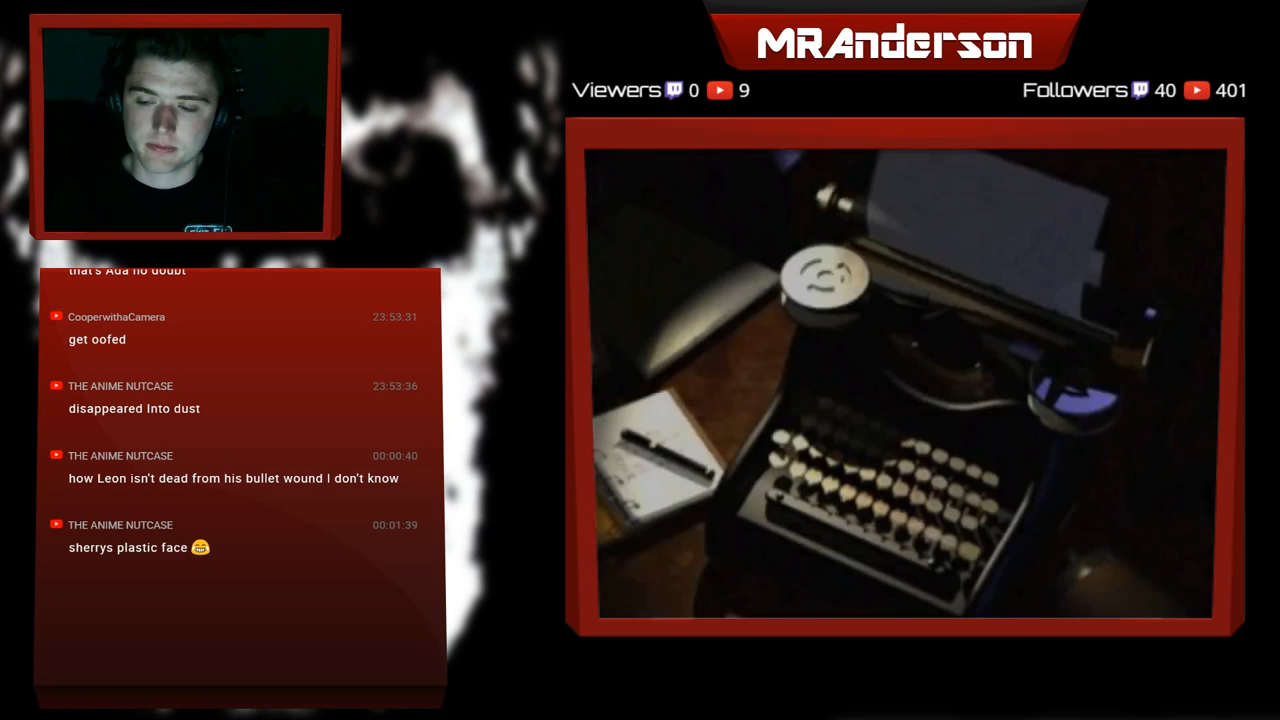 MRAnderson
Viewers 0 9
Followers 40 401
that's Ada no doubt
CooperwithaCamera 23:53:31
get oofed
THE ANIME NUTCASE 23:53:36
disappeared Into dust
THE ANIME NUTCASE 00:00:40
how Leon isn't dead from his bullet wound I don't know
THE ANIME NUTCASE 00:01:39
sherrys plastic face 😂